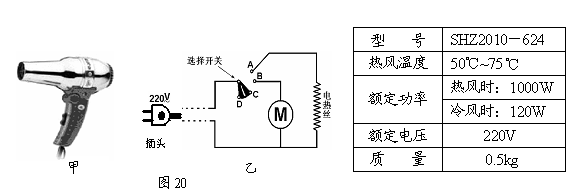 甲
选择开关
A
B
C
D
220V
插头
M
电热丝
图 20
乙
型 号 SHZ2010－624
热风温度 50℃~75℃
额定功率 热风时：1000W
冷风时：120W
额定电压 220V
质 量 0.5kg